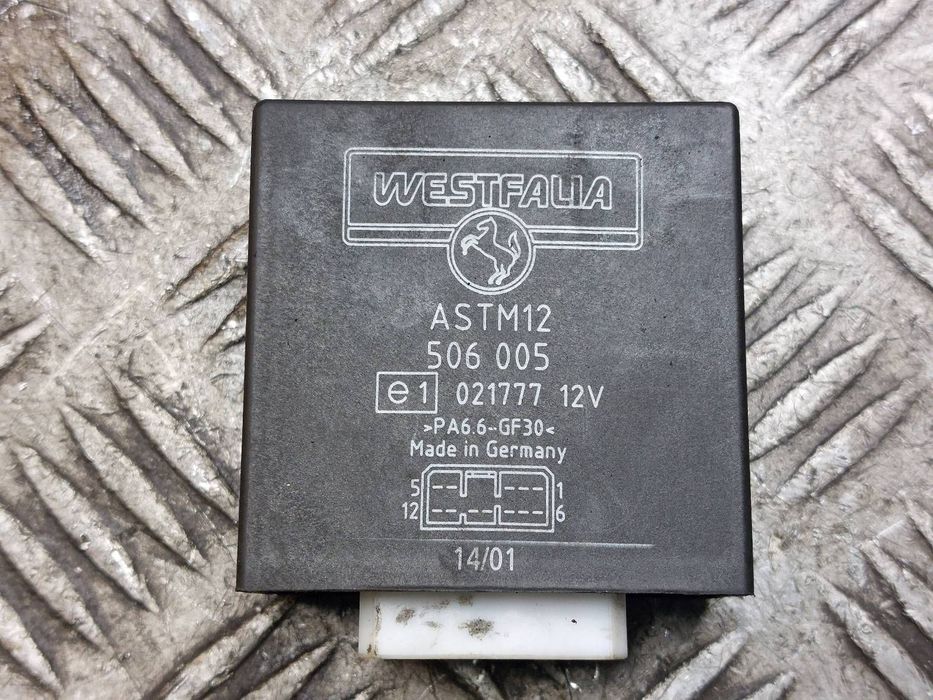 WESTFALIA
ASTM12
506 005
e1 021777 12V
>PA6.6-GF30<
Made in Germany
5 1
12 6
14/01